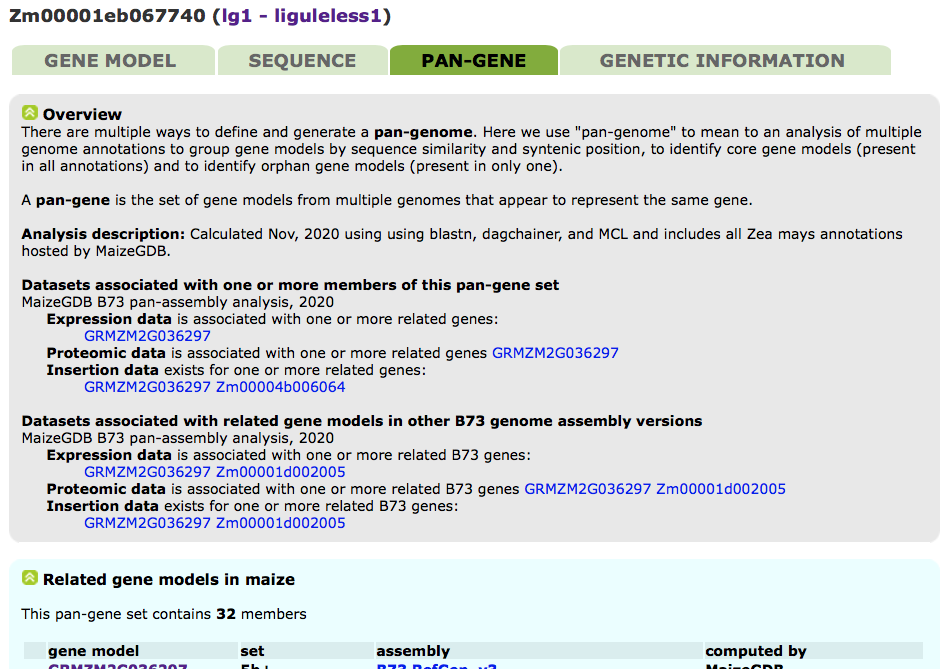 Zm00001eb067740 (lg1 - liguleless1)
GENE MODEL SEQUENCE PAN-GENE GENETIC INFORMATION
Overview
There are multiple ways to define and generate a pan-genome. Here we use "pan-genome" to mean to an analysis of multiple
genome annotations to group gene models by sequence similarity and syntenic position, to identify core gene models (present
in all annotations) and to identify orphan gene models (present in only one).
A pan-gene is the set of gene models from multiple genomes that appear to represent the same gene.
Analysis description: Calculated Nov, 2020 using using blastn, dagchainer, and MCL and includes all Zea mays annotations
hosted by MaizeGDB.
Datasets associated with one or more members of this pan-gene set
MaizeGDB B73 pan-assembly analysis, 2020
Expression data is associated with one or more related genes:
GRMZM2G036297
Proteomic data is associated with one or more related genes GRMZM2G036297
Insertion data exists for one or more related genes:
GRMZM2G036297 Zm00004b006064
Datasets associated with related gene models in other B73 genome assembly versions
MaizeGDB B73 pan-assembly analysis, 2020
Expression data is associated with one or more related B73 genes:
GRMZM2G036297 Zm00001d002005
Proteomic data is associated with one or more related B73 genes GRMZM2G036297 Zm00001d002005
Insertion data exists for one or more related B73 genes:
GRMZM2G036297 Zm00001d002005
Related gene models in maize
This pan-gene set contains 32 members
gene model set assembly computed by
GRMZM2G036297 B73 RefGen_v3 MaizeGDB